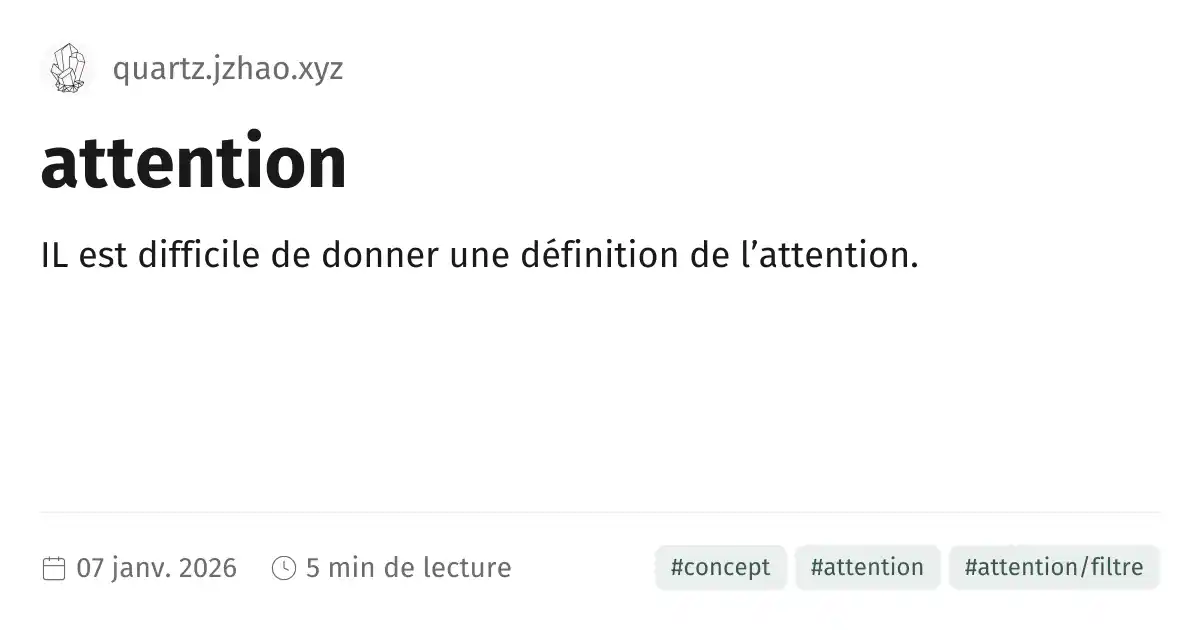 quartz.jzhao.xyz
attention
IL est difficile de donner une définition de l’attention.
07 janv. 2026 5 min de lecture #concept #attention #attention/filtre